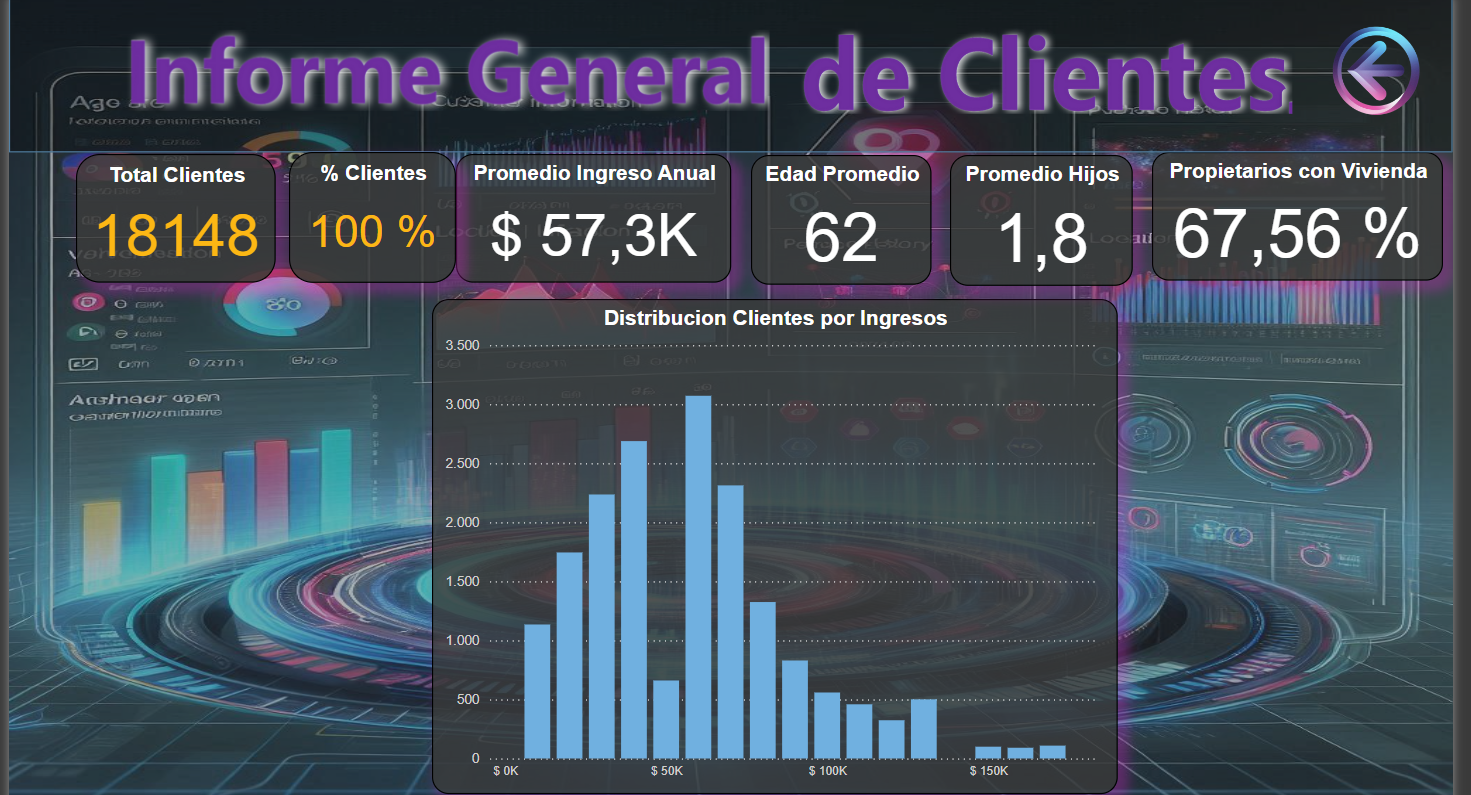 Informe General de Clientes
Total Clientes
18148
% Clientes
100 %
Promedio Ingreso Anual
$ 57,3K
Edad Promedio
62
Promedio Hijos
1,8
Propietarios con Vivienda
67,56 %
Distribucion Clientes por Ingresos
3.500
3.000
2.500
2.000
1.500
1.000
500
0
$ 0K
$ 50K
$ 100K
$ 150K